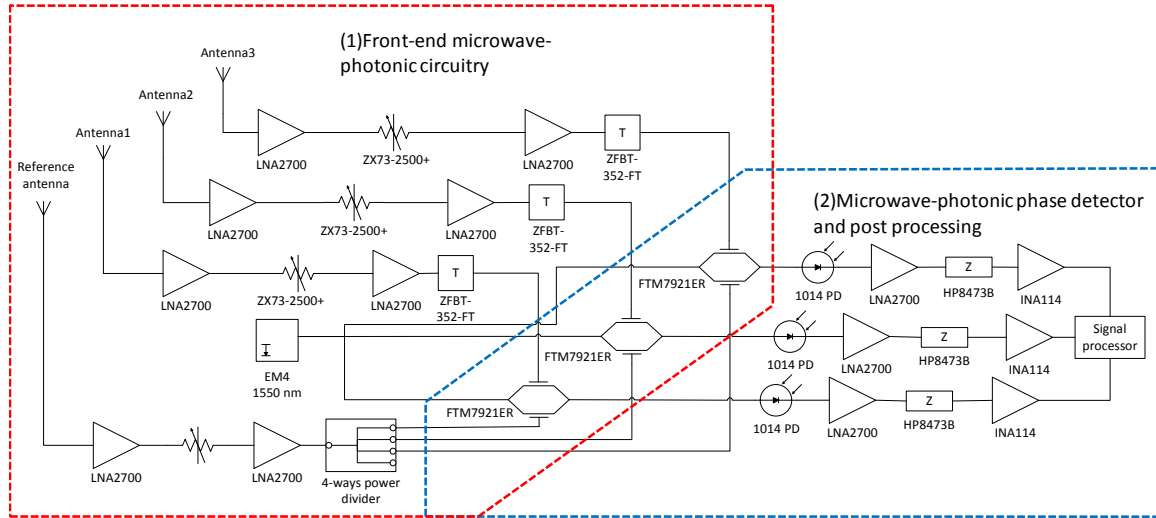 (1)Front-end microwave-
photonic circuitry
Antenna3
LNA2700
ZX73-2500+
LNA2700
T
ZFBT-
352-FT
Antenna2
LNA2700
ZX73-2500+
LNA2700
T
ZFBT-
352-FT
Antenna1
LNA2700
ZX73-2500+
LNA2700
T
ZFBT-
352-FT
Reference
antenna
LNA2700
LNA2700
4-ways power
divider
EM4
1550 nm
FTM7921ER
FTM7921ER
FTM7921ER
(2)Microwave-photonic phase detector
and post processing
1014 PD
LNA2700
Z
HP8473B
INA114
1014 PD
LNA2700
Z
HP8473B
INA114
1014 PD
LNA2700
Z
HP8473B
INA114
Signal
processor